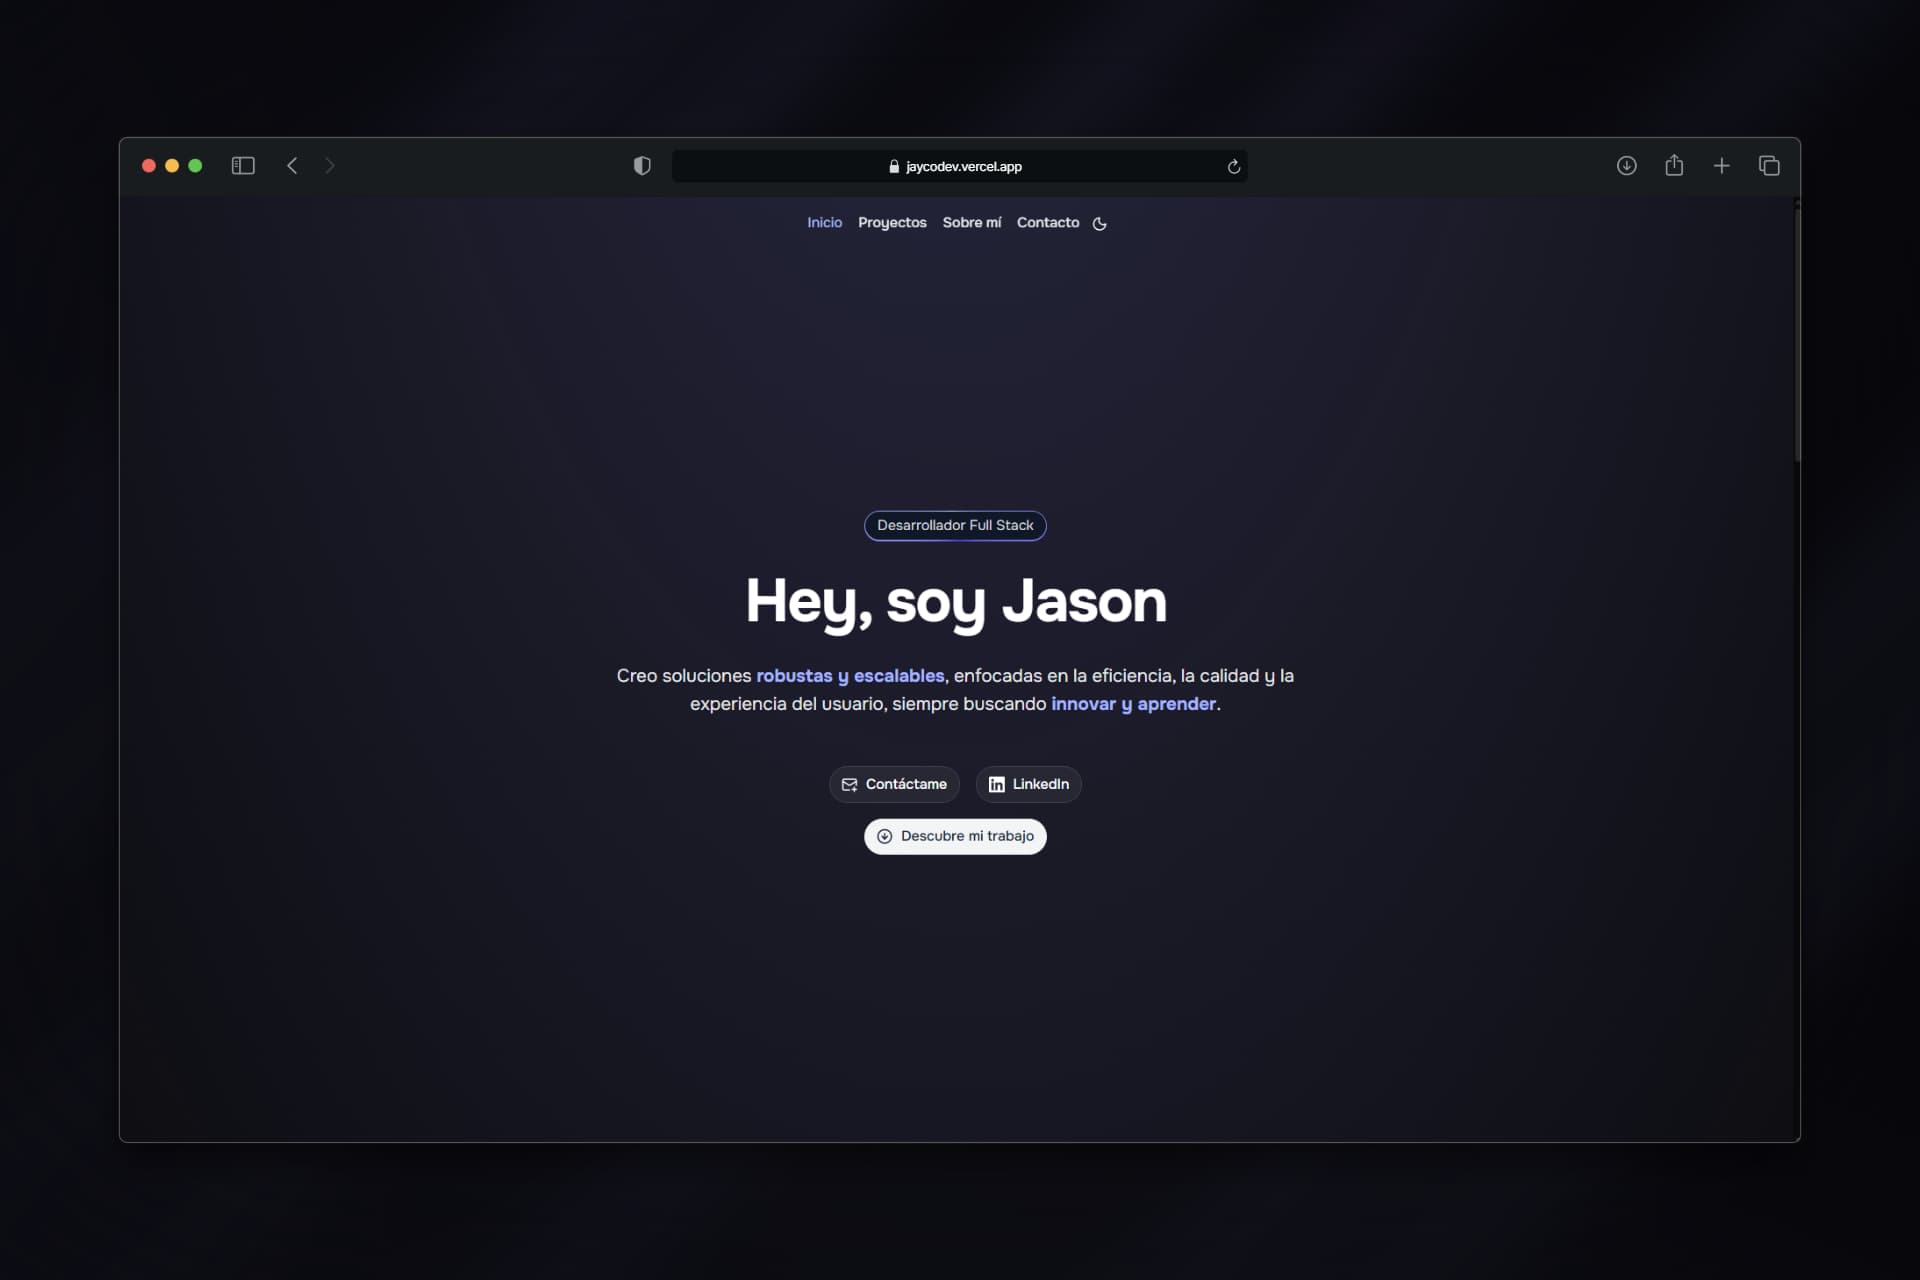 jaycodev.vercel.app
Inicio Proyectos Sobre mí Contacto
Desarrollador Full Stack
Hey, soy Jason
Creo soluciones robustas y escalables, enfocadas en la eficiencia, la calidad y la
experiencia del usuario, siempre buscando innovar y aprender.
Contáctame LinkedIn
Descubre mi trabajo